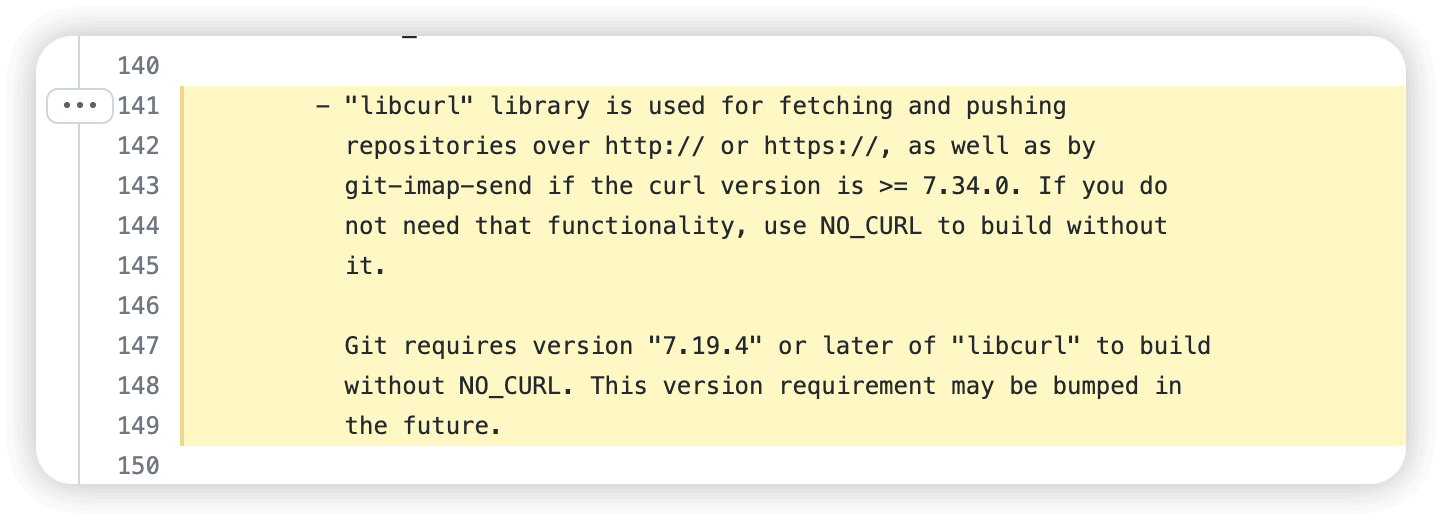 140
141 - "libcurl" library is used for fetching and pushing
142 repositories over http:// or https://, as well as by
143 git-imap-send if the curl version is >= 7.34.0. If you do
144 not need that functionality, use NO_CURL to build without
145 it.
146
147 Git requires version "7.19.4" or later of "libcurl" to build
148 without NO_CURL. This version requirement may be bumped in
149 the future.
150